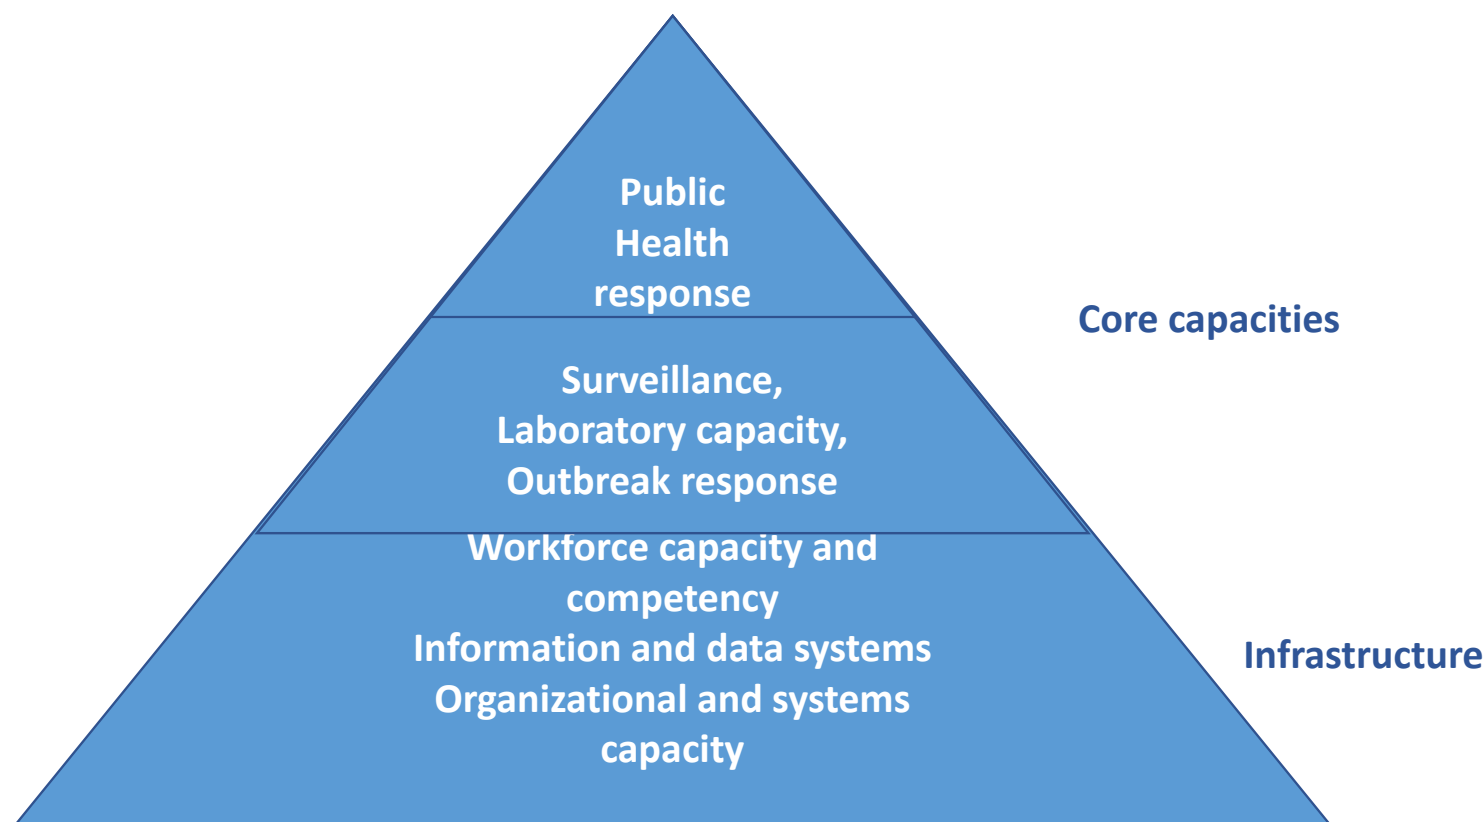 Public
Health
response
Core capacities
Surveillance,
Laboratory capacity,
Outbreak response
Workforce capacity and
competency
Information and data systems
Infrastructure
Organizational and systems
capacity